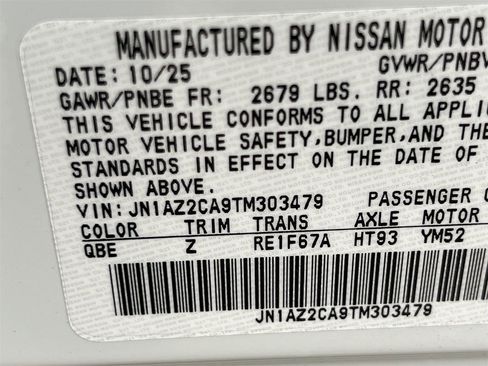 MANUFACTURED BY NISSAN MOTOR
DATE: 10/25 GVWR/PNBV
GAWR/PNBE FR: 2679 LBS. RR: 2635
THIS VEHICLE CONFORMS TO ALL APPLI
MOTOR VEHICLE SAFETY,BUMPER,AND THE
STANDARDS IN EFFECT ON THE DATE OF
SHOWN ABOVE.
VIN: JN1AZ2CA9TM303479 PASSENGER C
COLOR TRIM TRANS AXLE MOTOR
QBE Z RE1F67A HT93 YM52
JN1AZ2CA9TM303479